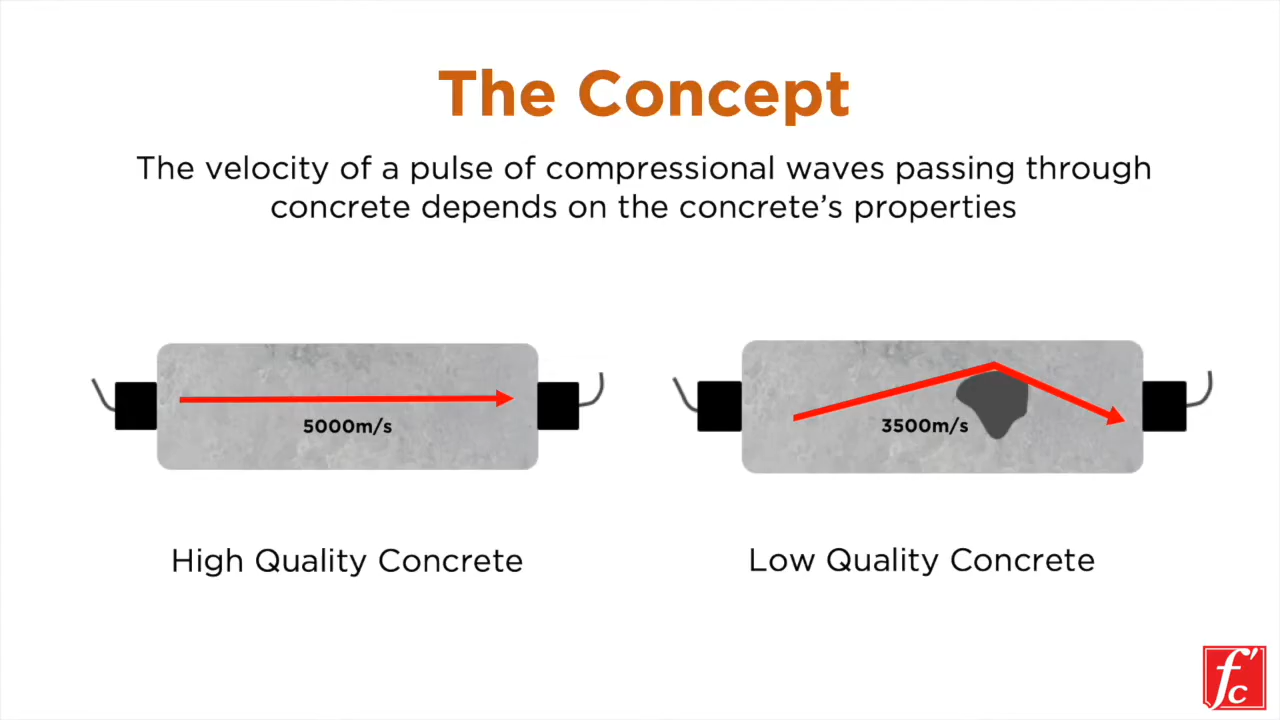 The Concept
The velocity of a pulse of compressional waves passing through
concrete depends on the concrete’s properties
5000m/s
3500m/s
High Quality Concrete
Low Quality Concrete
f'c